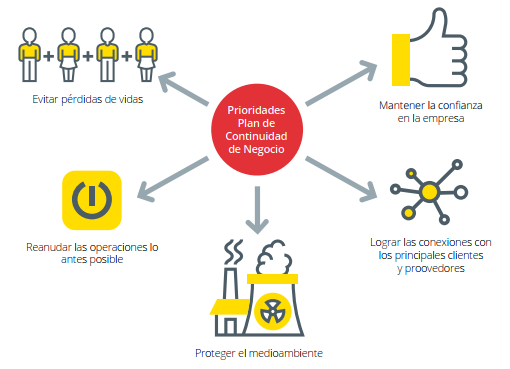 Prioridades
Plan de
Continuidad
de Negocio
Evitar pérdidas de vidas
Mantener la confianza
en la empresa
Reanudar las operaciones lo
antes posible
Lograr las conexiones con
los principales clientes
y proovedores
Proteger el medioambiente